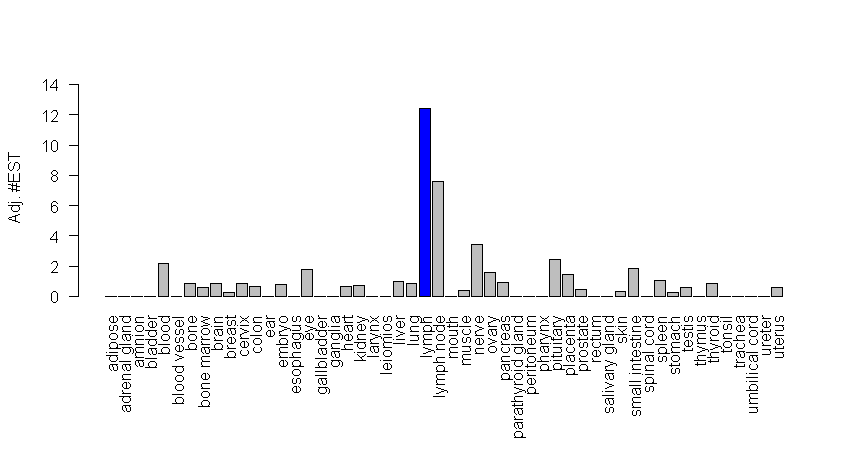 Adj. #EST
14
12
10
8
6
4
2
0
adipose
adrenal gland
amnion
bladder
blood
blood vessel
bone
bone marrow
brain
breast
cervix
colon
ear
embryo
esophagus
eye
gallbladder
ganglia
heart
kidney
larynx
leiomios
liver
lung
lymph
lymph node
mouth
muscle
nerve
ovary
pancreas
parathyroid gland
peritoneum
pharynx
pituitary
placenta
prostate
rectum
salivary gland
skin
small intestine
spinal cord
spleen
stomach
testis
thymus
thyroid
tonsil
trachea
umbilical cord
ureter
uterus